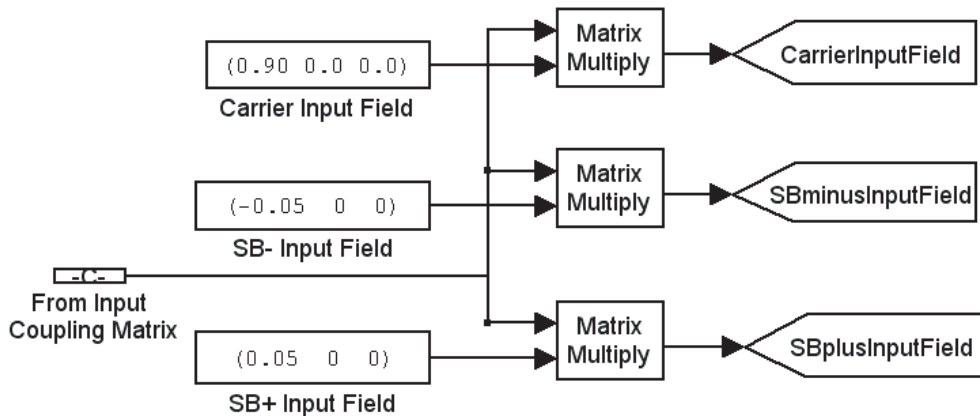 Matrix
Multiply
CarrierInputField
(0.90 0.0 0.0)
Carrier Input Field
Matrix
Multiply
SBminusInputField
(-0.05 0 0)
SB- Input Field
-C-
From Input
Coupling Matrix
Matrix
Multiply
SBplusInputField
(0.05 0 0)
SB+ Input Field